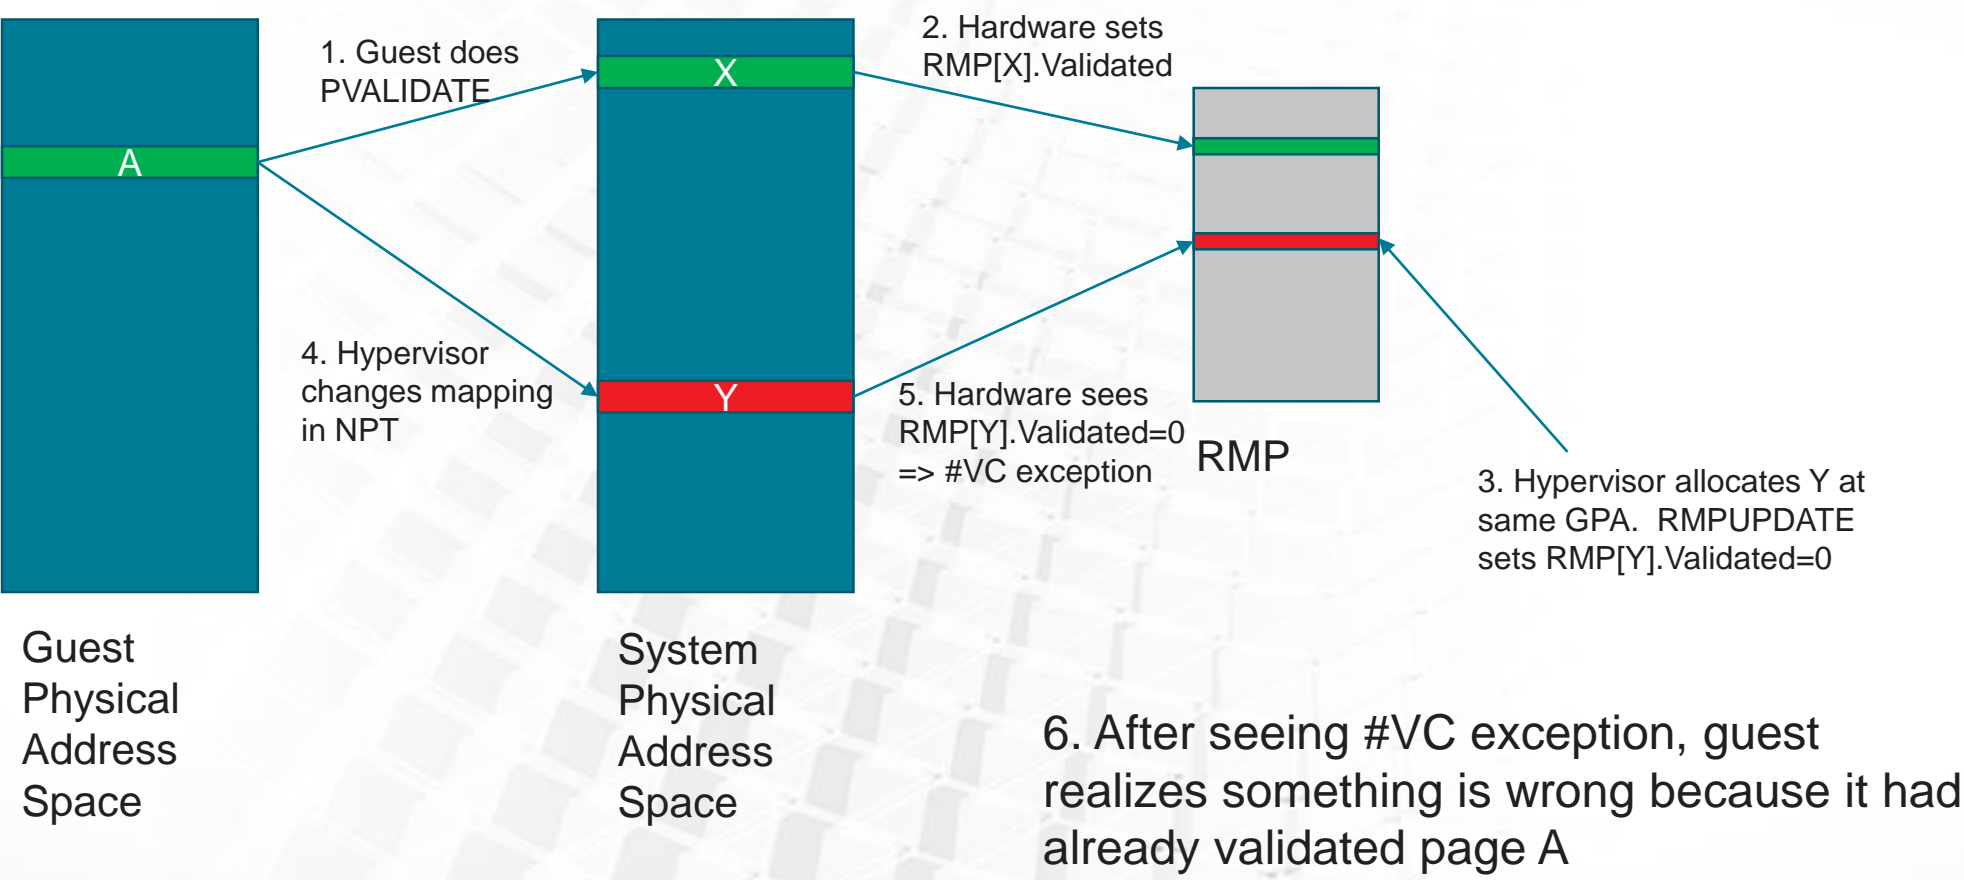 1. Guest does
PVALIDATE
A
X
2. Hardware sets
RMP[X].Validated
4. Hypervisor
changes mapping
in NPT
Y
5. Hardware sees
RMP[Y].Validated=0
=> #VC exception
RMP
3. Hypervisor allocates Y at
same GPA.  RMPUPDATE
sets RMP[Y].Validated=0
Guest
Physical
Address
Space
System
Physical
Address
Space
6. After seeing #VC exception, guest
realizes something is wrong because it had
already validated page A